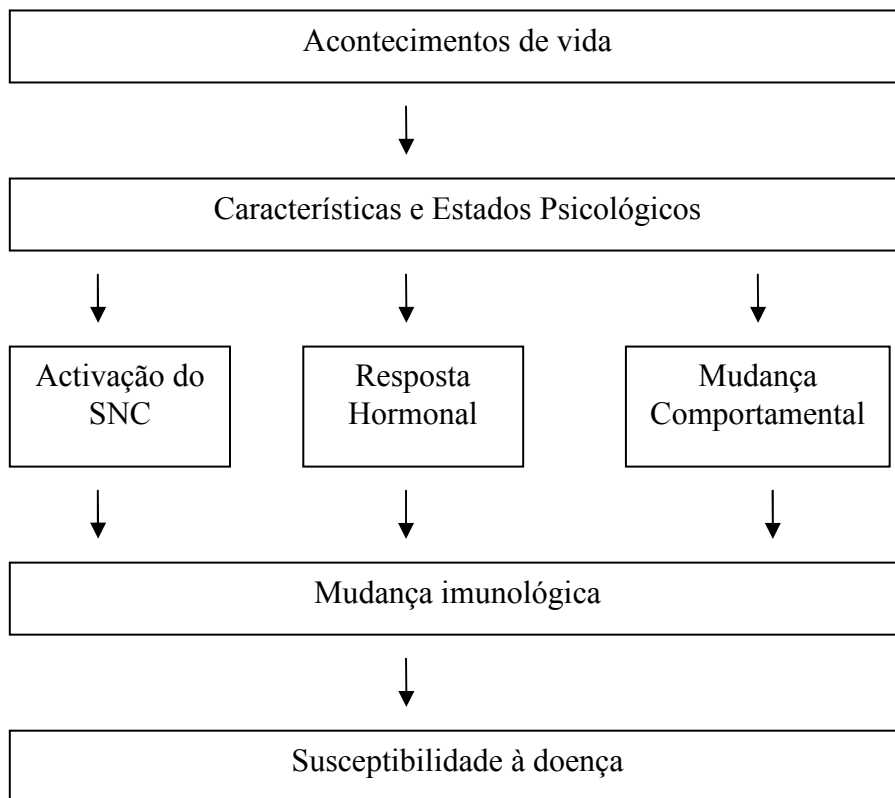 Acontecimentos de vida
Características e Estados Psicológicos
Activação do
SNC
Resposta
Hormonal
Mudança
Comportamental
Mudança imunológica
Susceptibilidade à doença